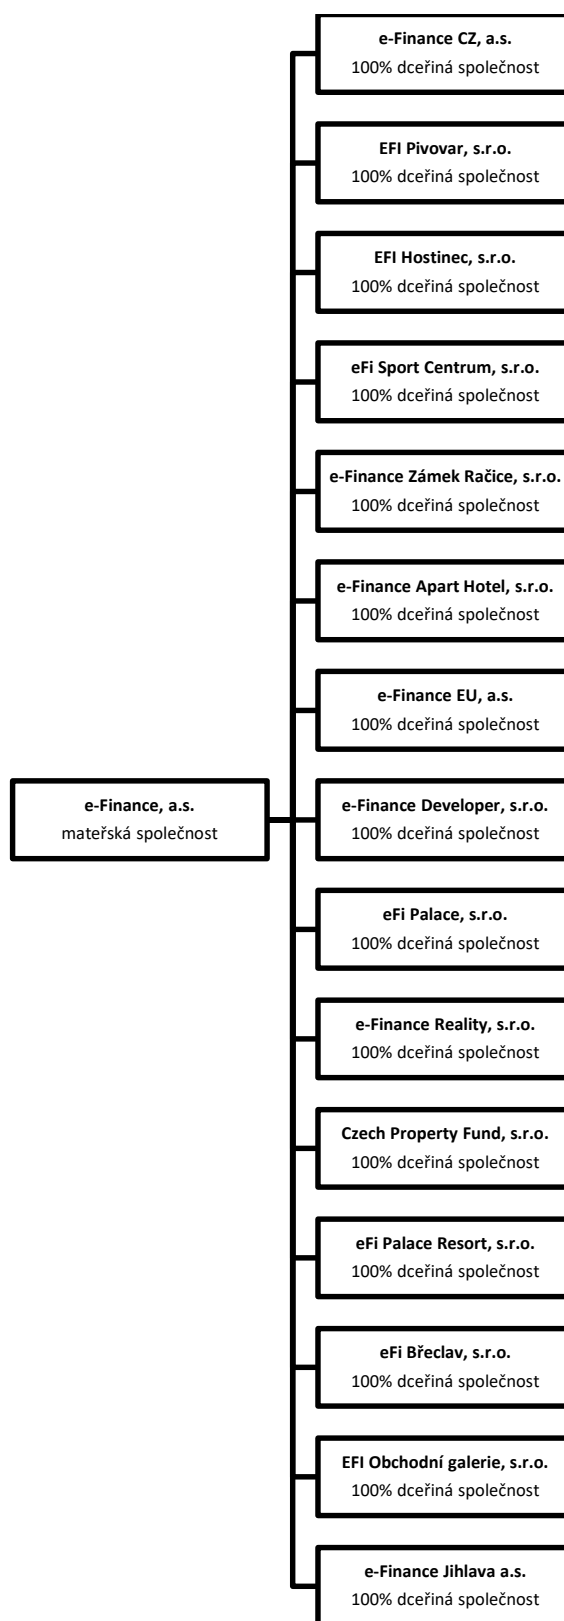 e-Finance CZ, a.s.
100% dceřiná společnost
EFI Pivovar, s.r.o.
100% dceřiná společnost
EFI Hostinec, s.r.o.
100% dceřiná společnost
eFi Sport Centrum, s.r.o.
100% dceřiná společnost
e-Finance Zámek Račice, s.r.o.
100% dceřiná společnost
e-Finance Apart Hotel, s.r.o.
100% dceřiná společnost
e-Finance EU, a.s.
100% dceřiná společnost
e-Finance, a.s.
mateřská společnost
e-Finance Developer, s.r.o.
100% dceřiná společnost
eFi Palace, s.r.o.
100% dceřiná společnost
e-Finance Reality, s.r.o.
100% dceřiná společnost
Czech Property Fund, s.r.o.
100% dceřiná společnost
eFi Palace Resort, s.r.o.
100% dceřiná společnost
eFi Břeclav, s.r.o.
100% dceřiná společnost
EFI Obchodní galerie, s.r.o.
100% dceřiná společnost
e-Finance Jihlava a.s.
100% dceřiná společnost